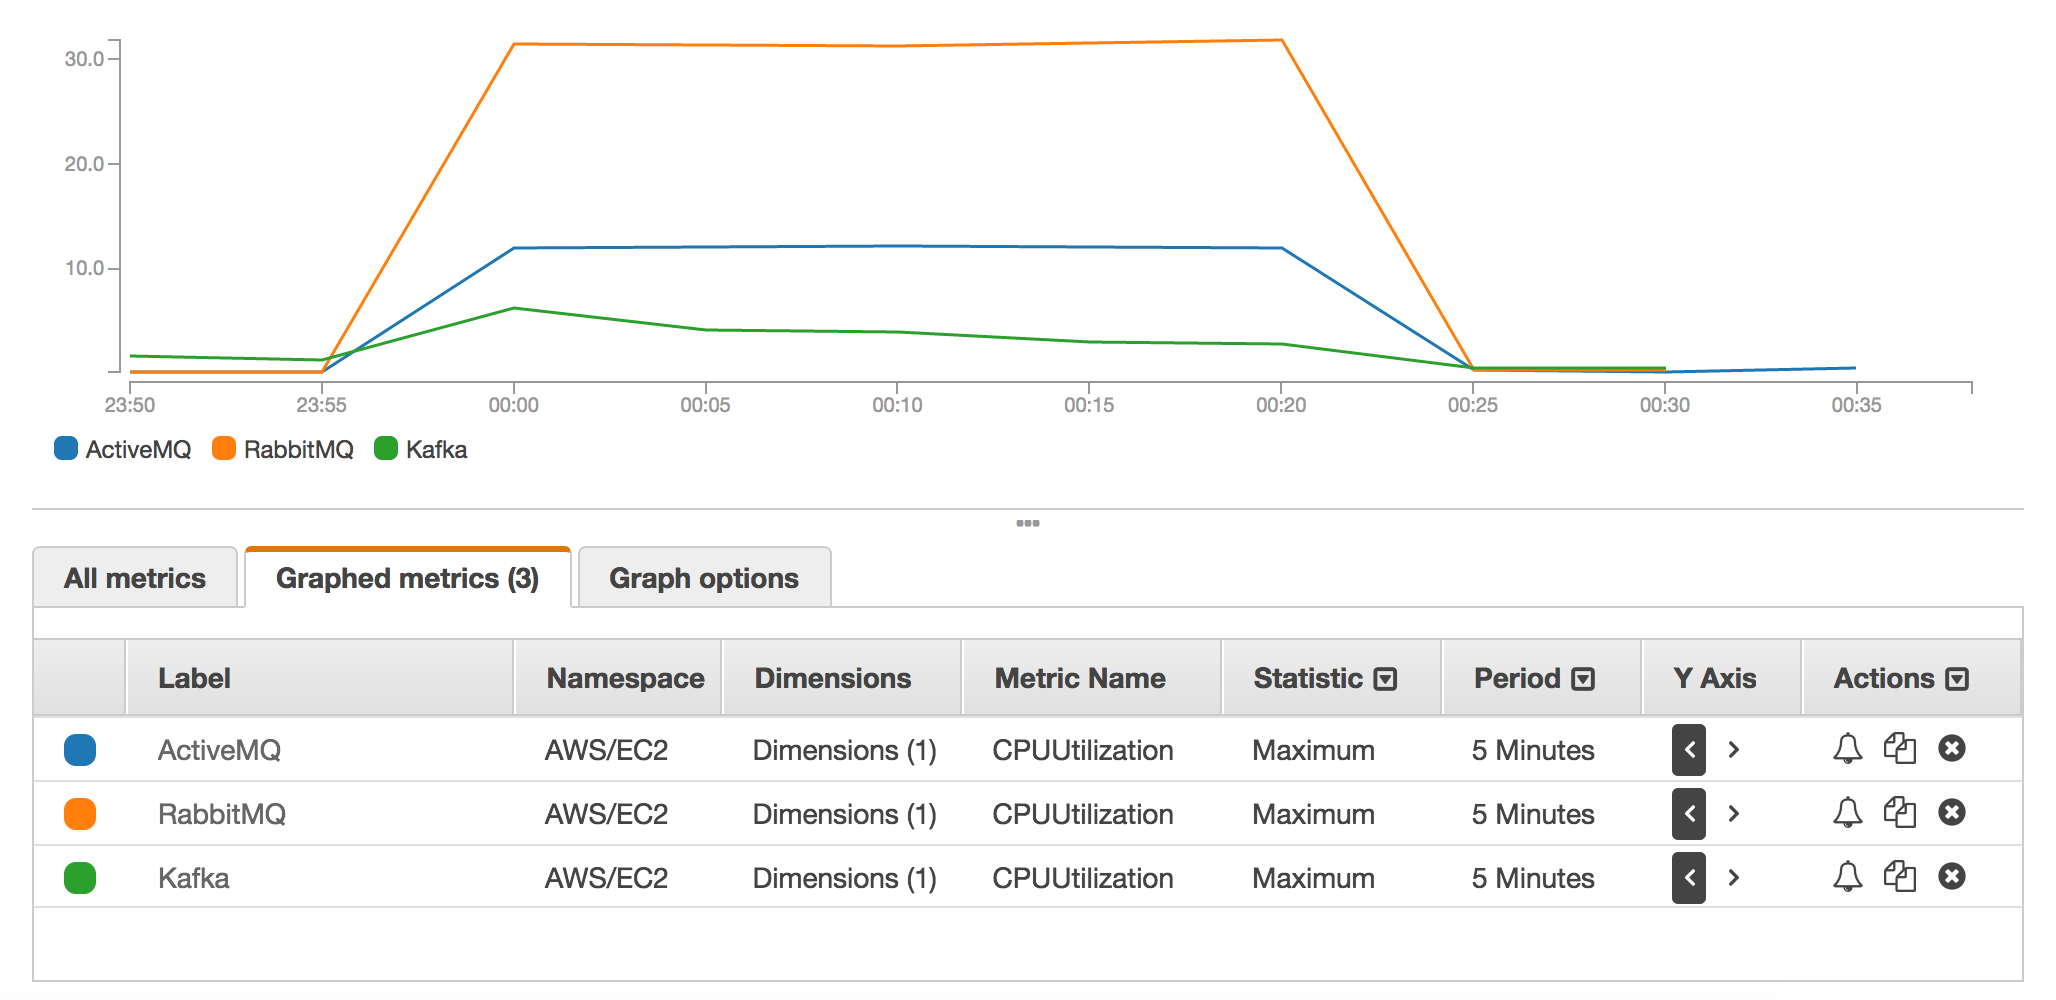 30.0
20.0
10.0
23:50 23:55 00:00 00:05 00:10 00:15 00:20 00:25 00:30 00:35
ActiveMQ RabbitMQ Kafka
All metrics Graphed metrics (3) Graph options
Label Namespace Dimensions Metric Name Statistic Period Y Axis Actions
ActiveMQ AWS/EC2 Dimensions (1) CPUUtilization Maximum 5 Minutes
RabbitMQ AWS/EC2 Dimensions (1) CPUUtilization Maximum 5 Minutes
Kafka AWS/EC2 Dimensions (1) CPUUtilization Maximum 5 Minutes